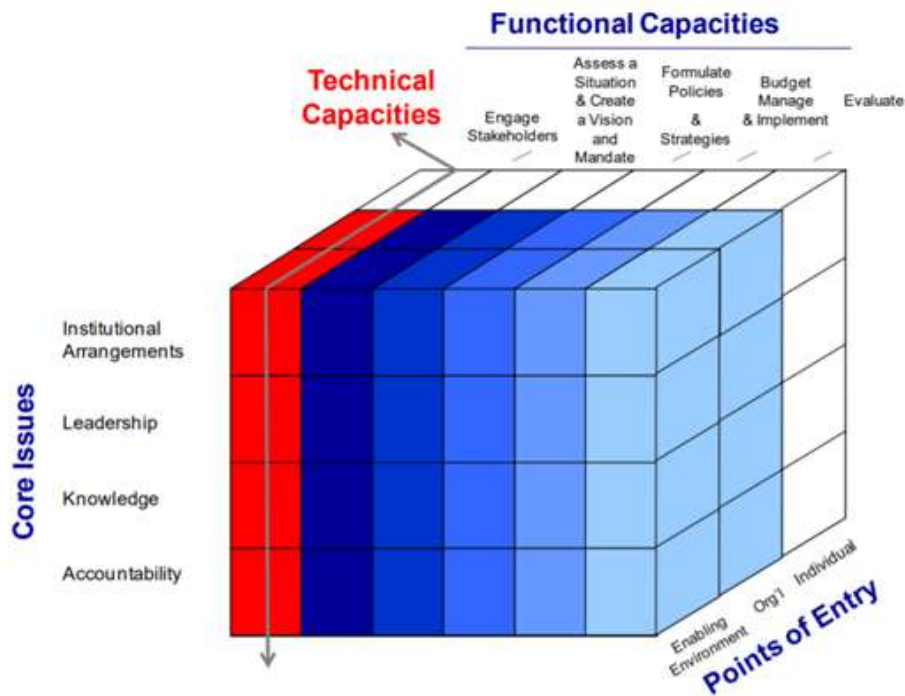 Functional Capacities
Technical
Capacities
Engage
Stakeholders
Assess a
Situation
& Create
a Vision
and
Mandate
Formulate
Policies
&
Strategies
Budget
Manage
& Implement
Evaluate
Core Issues
Institutional
Arrangements
Leadership
Knowledge
Accountability
Enabling
Environment
Org'l
Individual
Points of Entry